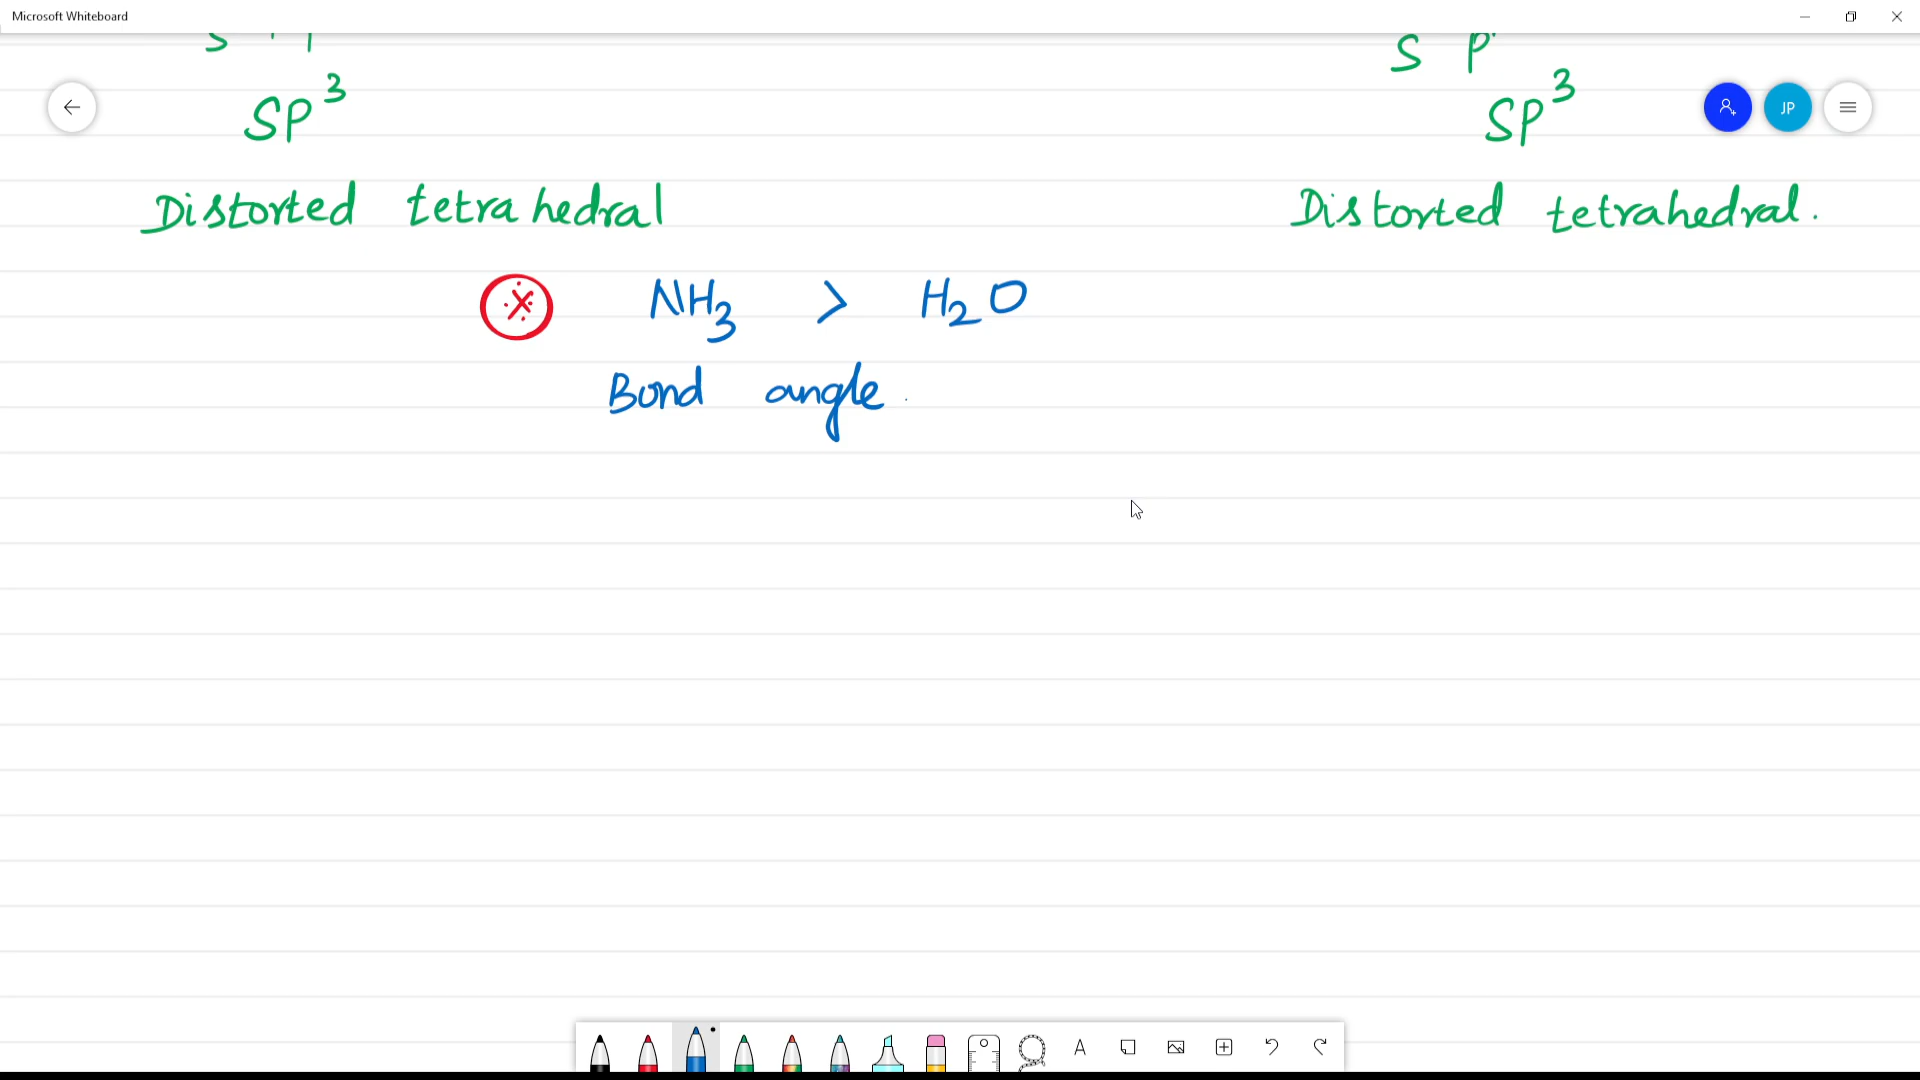 Microsoft Whiteboard
S P
SP³ SP³
JP
Distorted tetrahedral Distorted tetrahedral.
NH₃ > H₂O
Bond angle.
A